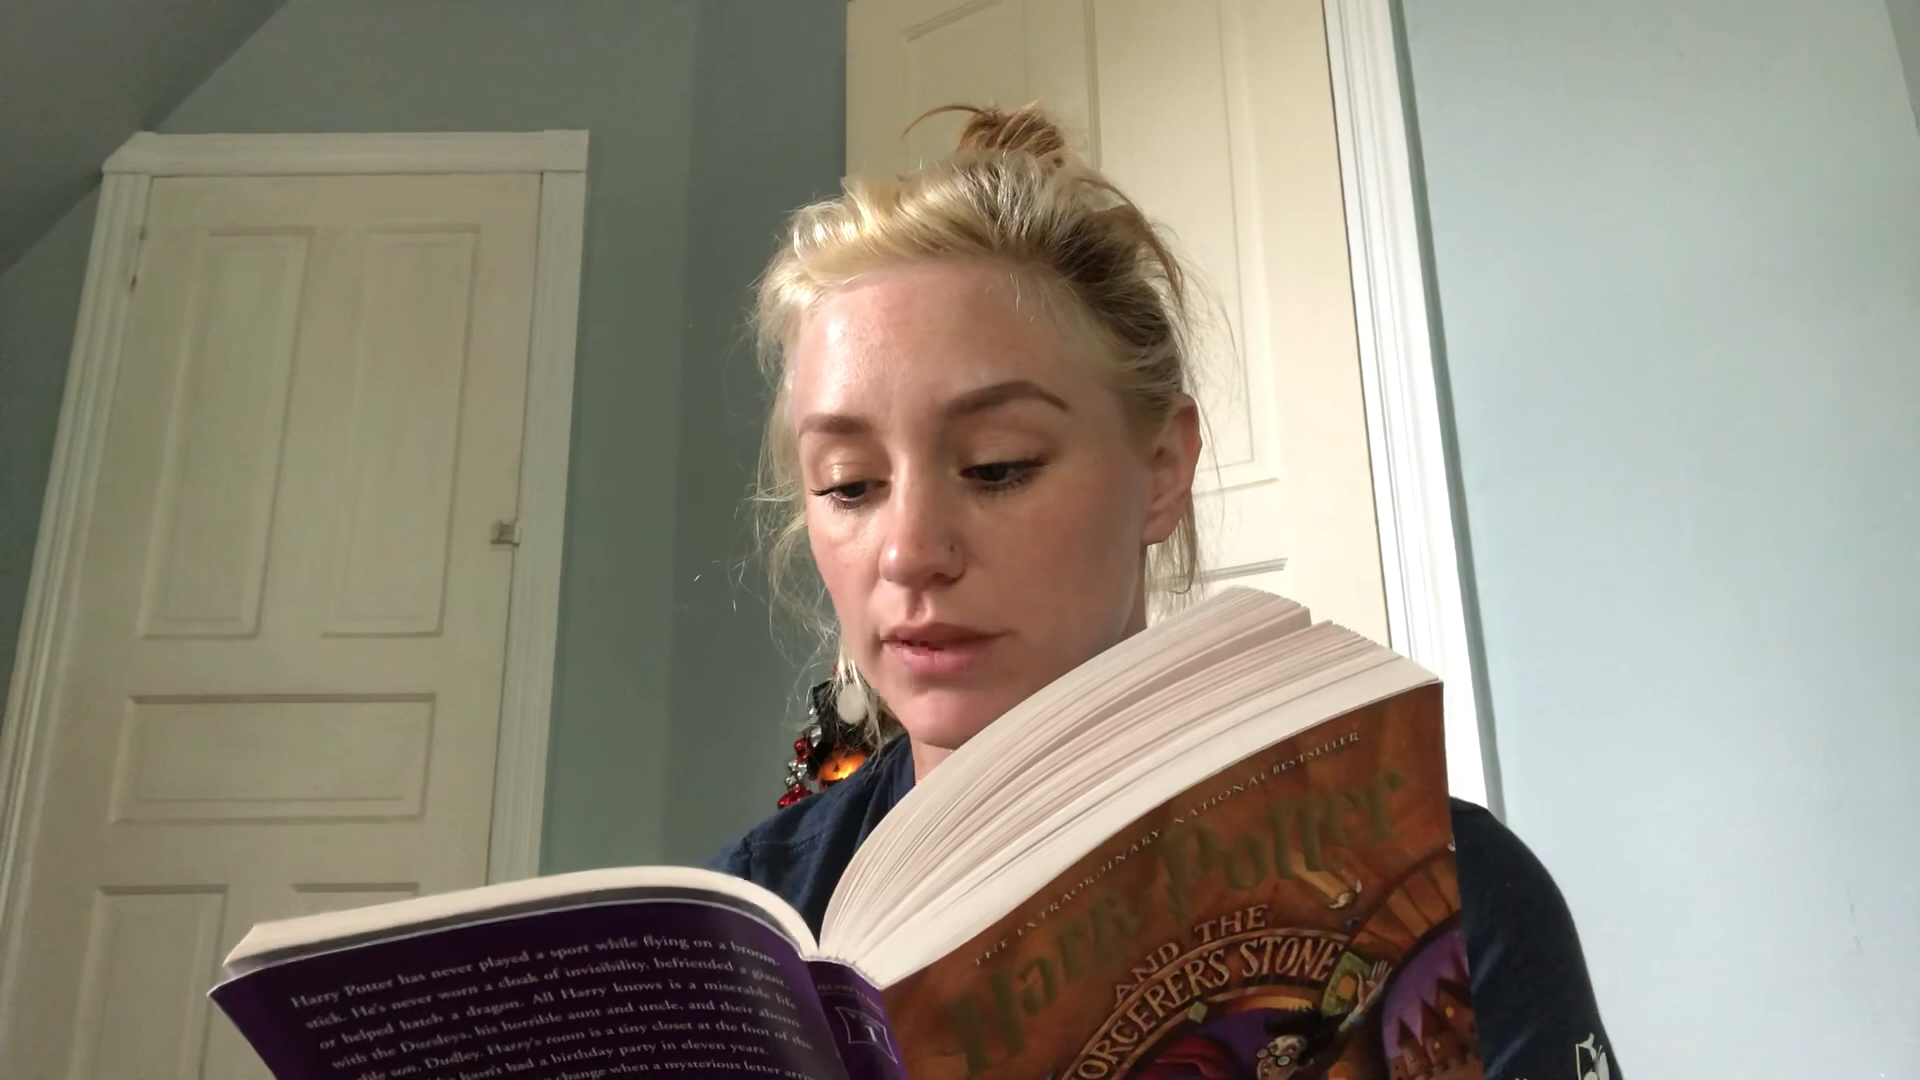 Harry Potter has never played a sport while flying on a broom-
stick. He's never worn a cloak of invisibility, befriended a giant,
or helped hatch a dragon. All Harry knows is a miserable life
with the Dursleys, his horrible aunt and uncle, and their abom-
son, Dudley. Harry's room is a tiny closet at the foot of the
hasn't had a birthday party in eleven years.
change when a mysterious letter
1
THE EXTRAORDINARY NATIONAL BESTSELLER
Harry Potter
AND THE
SORCERER'S STONE